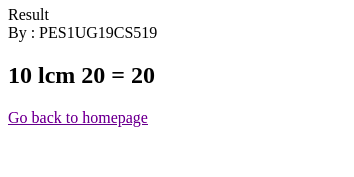 Result
By : PES1UG19CS519
10 lcm 20 = 20
Go back to homepage